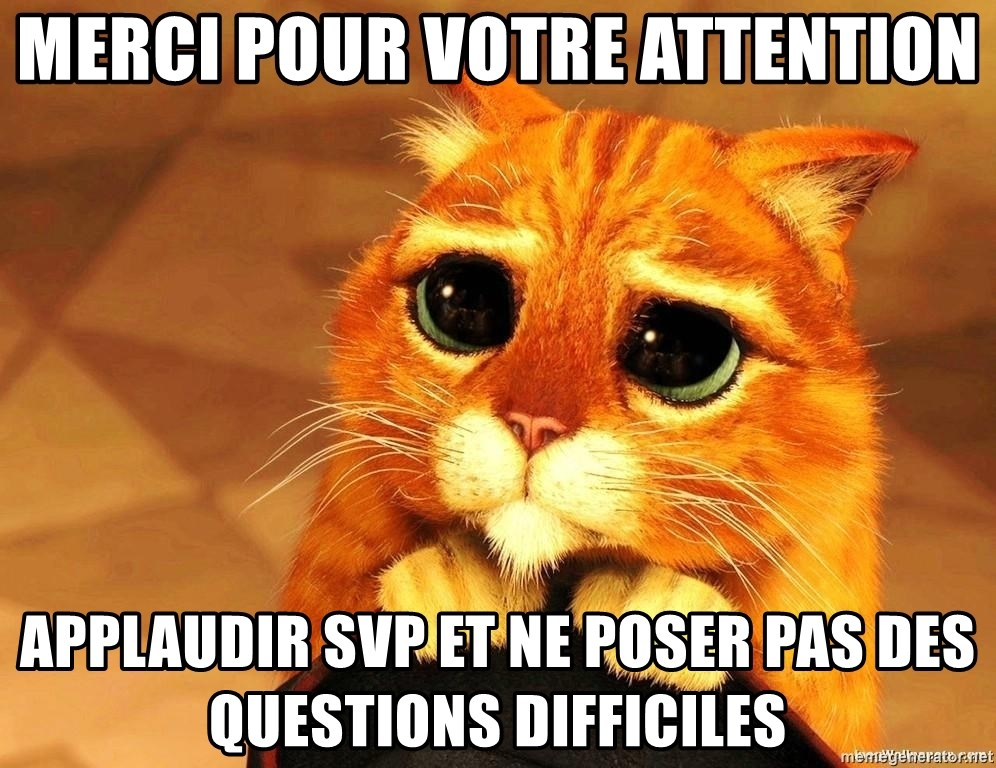 MERCI POUR VOTRE ATTENTION
APPLAUDIR SVP ET NE POSER PAS DES
QUESTIONS DIFFICILES
memegenerator.net